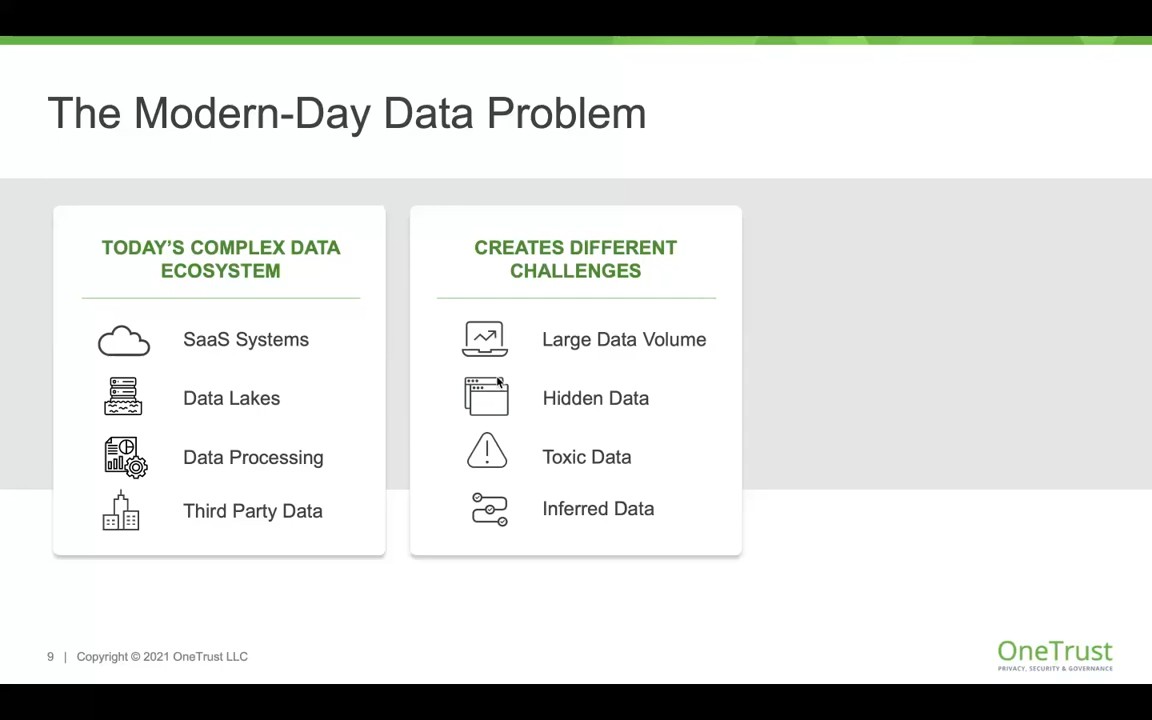 The Modern-Day Data Problem
TODAY’S COMPLEX DATA
ECOSYSTEM
SaaS Systems
Data Lakes
Data Processing
Third Party Data
CREATES DIFFERENT
CHALLENGES
Large Data Volume
Hidden Data
Toxic Data
Inferred Data
9 | Copyright © 2021 OneTrust LLC
OneTrust
PRIVACY, SECURITY & GOVERNANCE